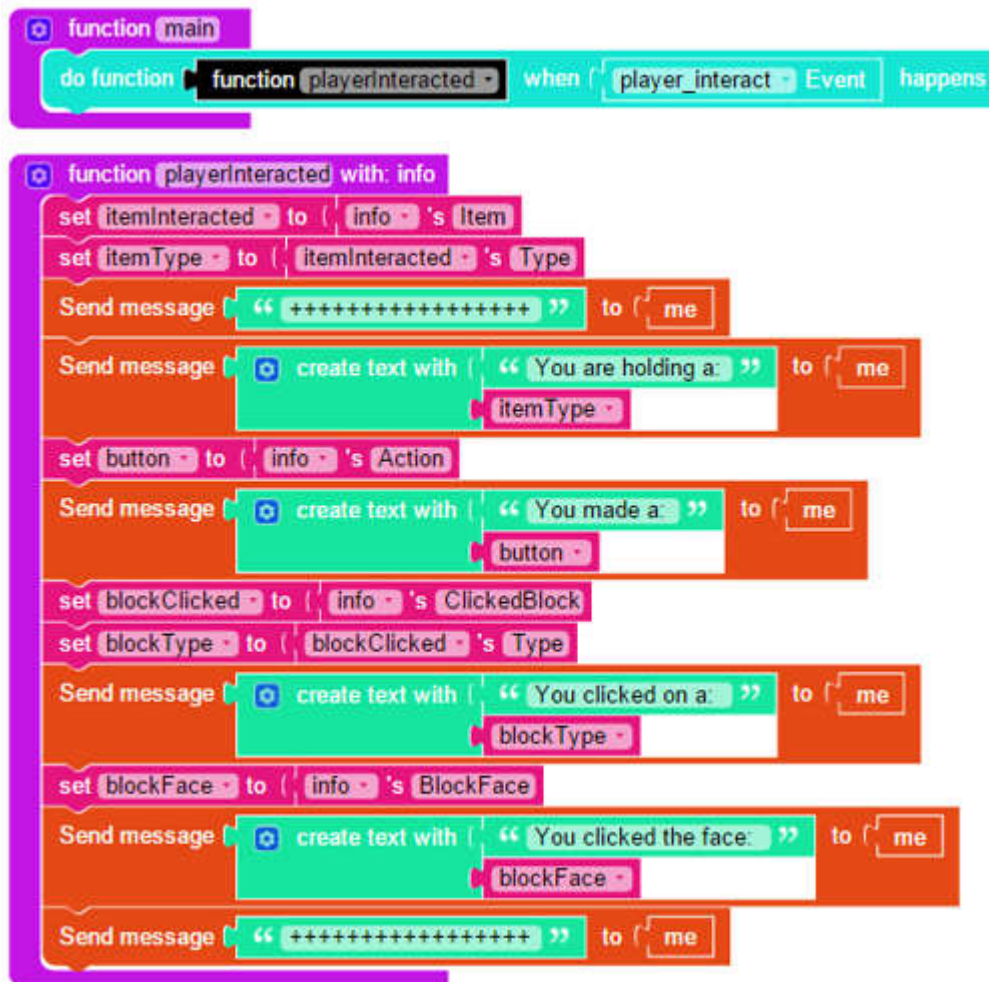 function main
do function function playerInteracted when player_interact Event happens
function playerInteracted with: info
set itemInteracted to info 's Item
set itemType to itemInteracted 's Type
Send message “ +++++++++++++++++ ” to me
Send message create text with “ You are holding a: ” to me
itemType
set button to info 's Action
Send message create text with “ You made a: ” to me
button
set blockClicked to info 's ClickedBlock
set blockType to blockClicked 's Type
Send message create text with “ You clicked on a: ” to me
blockType
set blockFace to info 's BlockFace
Send message create text with “ You clicked the face: ” to me
blockFace
Send message “ +++++++++++++++++ ” to me